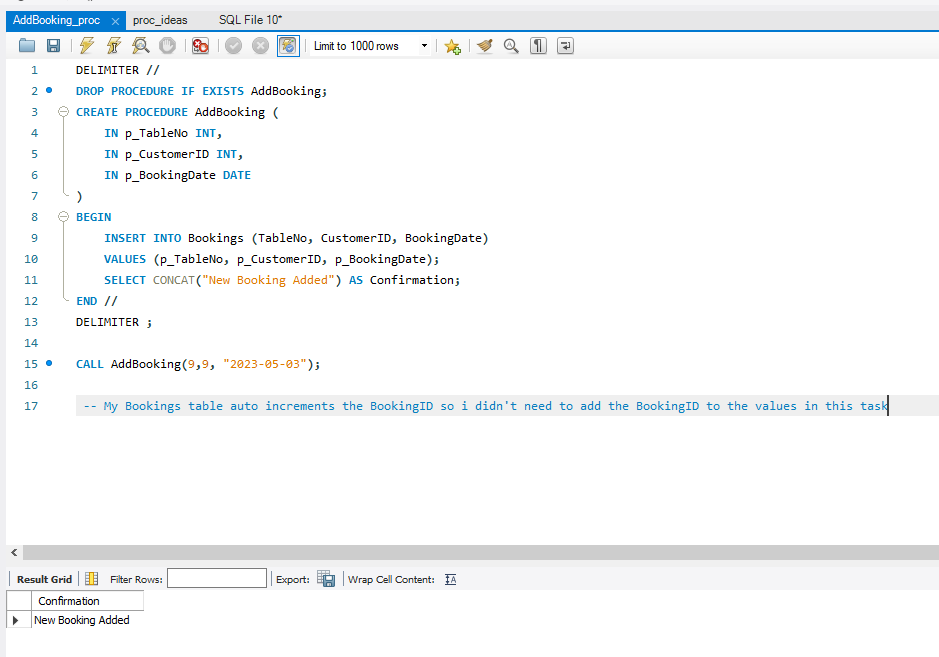 AddBooking_proc × proc_ideas SQL File 10*
Limit to 1000 rows
1 DELIMITER //
2 DROP PROCEDURE IF EXISTS AddBooking;
3 CREATE PROCEDURE AddBooking (
4 IN p_TableNo INT,
5 IN p_CustomerID INT,
6 IN p_BookingDate DATE
7 )
8 BEGIN
9 INSERT INTO Bookings (TableNo, CustomerID, BookingDate)
10 VALUES (p_TableNo, p_CustomerID, p_BookingDate);
11 SELECT CONCAT("New Booking Added") AS Confirmation;
12 END //
13 DELIMITER ;
14
15 CALL AddBooking(9,9, "2023-05-03");
16
17 -- My Bookings table auto increments the BookingID so i didn't need to add the BookingID to the values in this task
Result Grid Filter Rows: Export: Wrap Cell Content:
Confirmation
New Booking Added